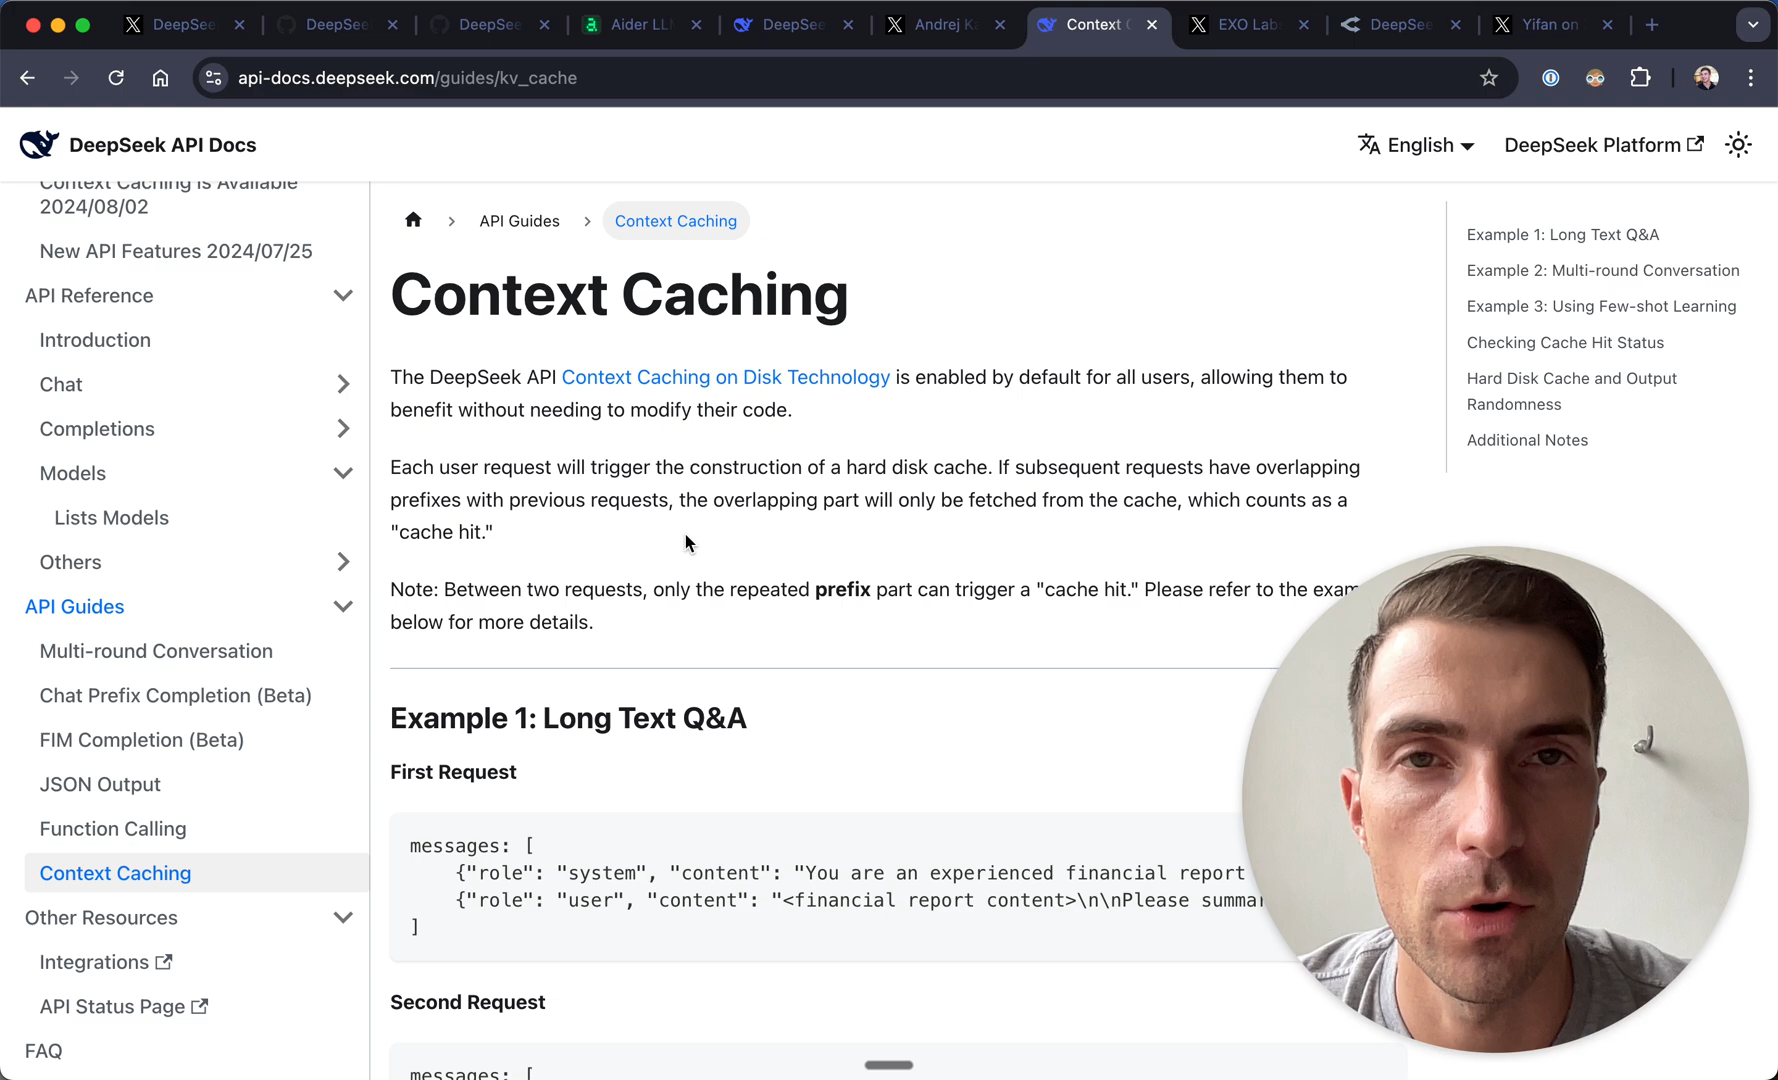 DeepSee
DeepSee
DeepSee
Aider LL
DeepSee
Andrej K
Context C
EXO Lab
DeepSee
Yifan on
api-docs.deepseek.com/guides/kv_cache
DeepSeek API Docs
English
DeepSeek Platform
Context Caching is Available
2024/08/02
New API Features 2024/07/25
API Reference
Introduction
Chat
Completions
Models
Lists Models
Others
API Guides
Multi-round Conversation
Chat Prefix Completion (Beta)
FIM Completion (Beta)
JSON Output
Function Calling
Context Caching
Other Resources
Integrations
API Status Page
FAQ
API Guides
Context Caching
Context Caching
The DeepSeek API Context Caching on Disk Technology is enabled by default for all users, allowing them to
benefit without needing to modify their code.
Each user request will trigger the construction of a hard disk cache. If subsequent requests have overlapping
prefixes with previous requests, the overlapping part will only be fetched from the cache, which counts as a
"cache hit."
Note: Between two requests, only the repeated prefix part can trigger a "cache hit." Please refer to the exam
below for more details.
Example 1: Long Text Q&A
First Request
messages: [
{"role": "system", "content": "You are an experienced financial report
{"role": "user", "content": "<financial report content>\n\nPlease summar
]
Second Request
messages: [
Example 1: Long Text Q&A
Example 2: Multi-round Conversation
Example 3: Using Few-shot Learning
Checking Cache Hit Status
Hard Disk Cache and Output
Randomness
Additional Notes